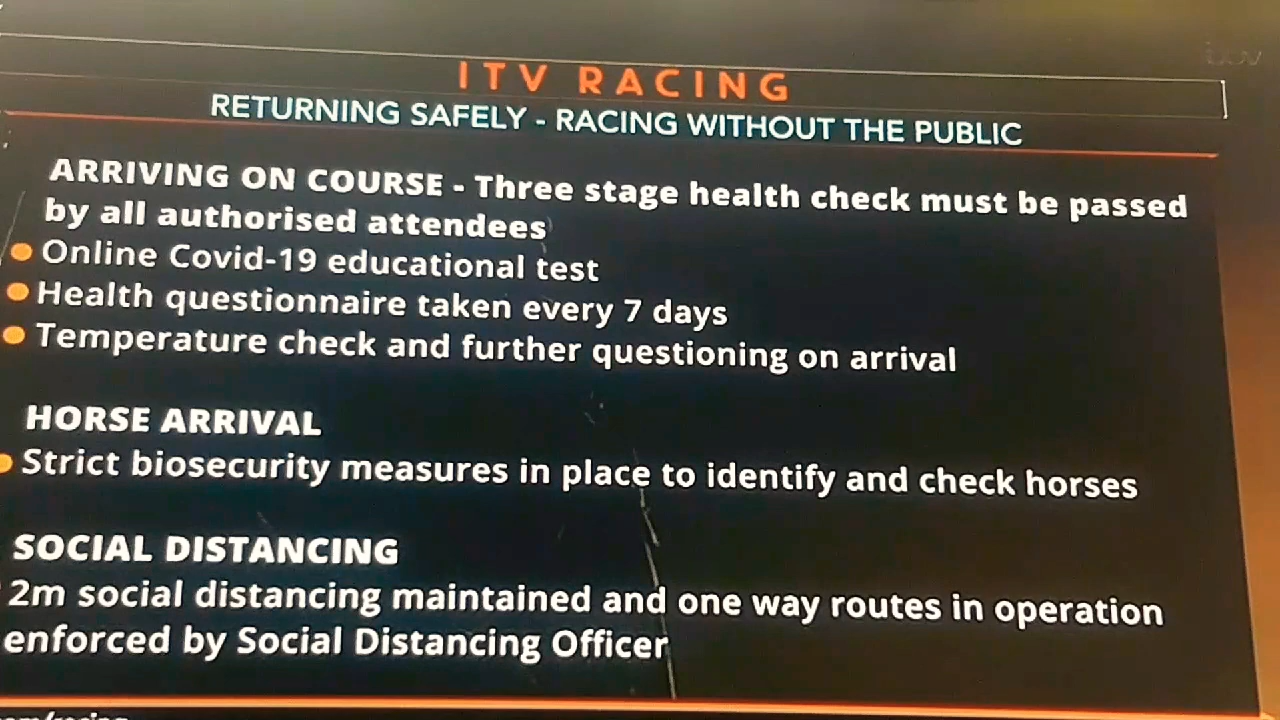 itv
ITV RACING
RETURNING SAFELY - RACING WITHOUT THE PUBLIC
ARRIVING ON COURSE - Three stage health check must be passed
by all authorised attendees
Online Covid-19 educational test
Health questionnaire taken every 7 days
Temperature check and further questioning on arrival
HORSE ARRIVAL
Strict biosecurity measures in place to identify and check horses
SOCIAL DISTANCING
2m social distancing maintained and one way routes in operation
enforced by Social Distancing Officer